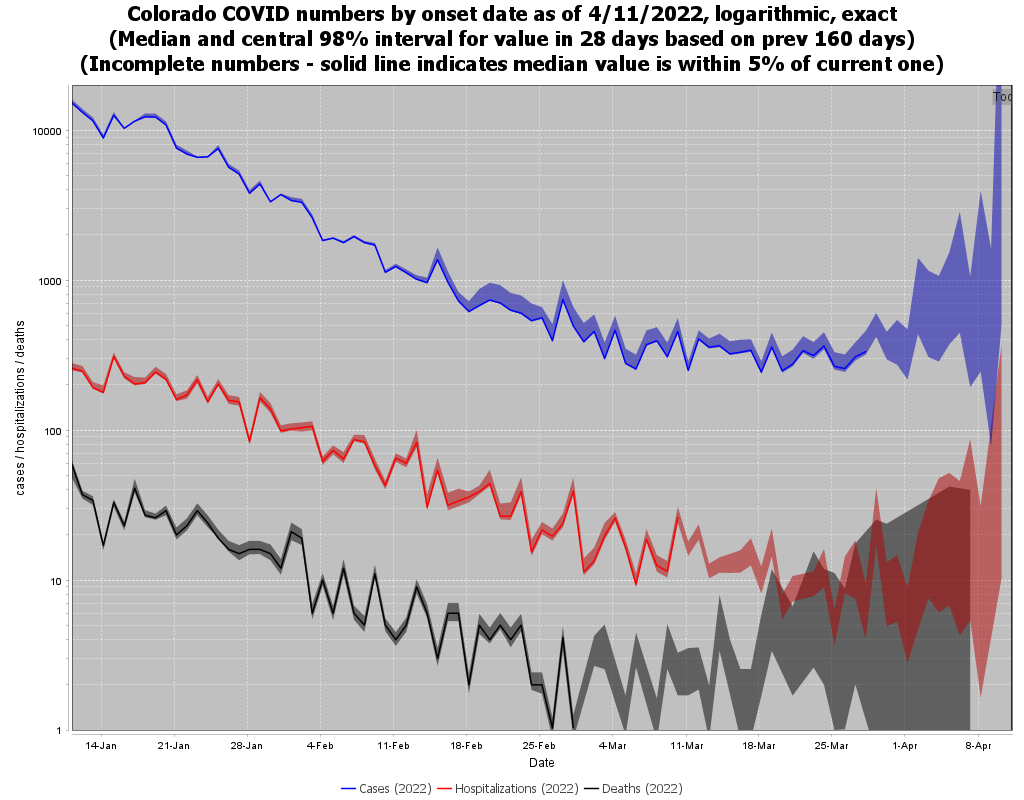 Colorado COVID numbers by onset date as of 4/11/2022, logarithmic, exact
(Median and central 98% interval for value in 28 days based on prev 160 days)
(Incomplete numbers - solid line indicates median value is within 5% of current one)
Toc
10000
1000
100
10
1
cases / hospitalizations / deaths
14-Jan 21-Jan 28-Jan 4-Feb 11-Feb 18-Feb 25-Feb 4-Mar 11-Mar 18-Mar 25-Mar 1-Apr 8-Apr
Date
Cases (2022) Hospitalizations (2022) Deaths (2022)